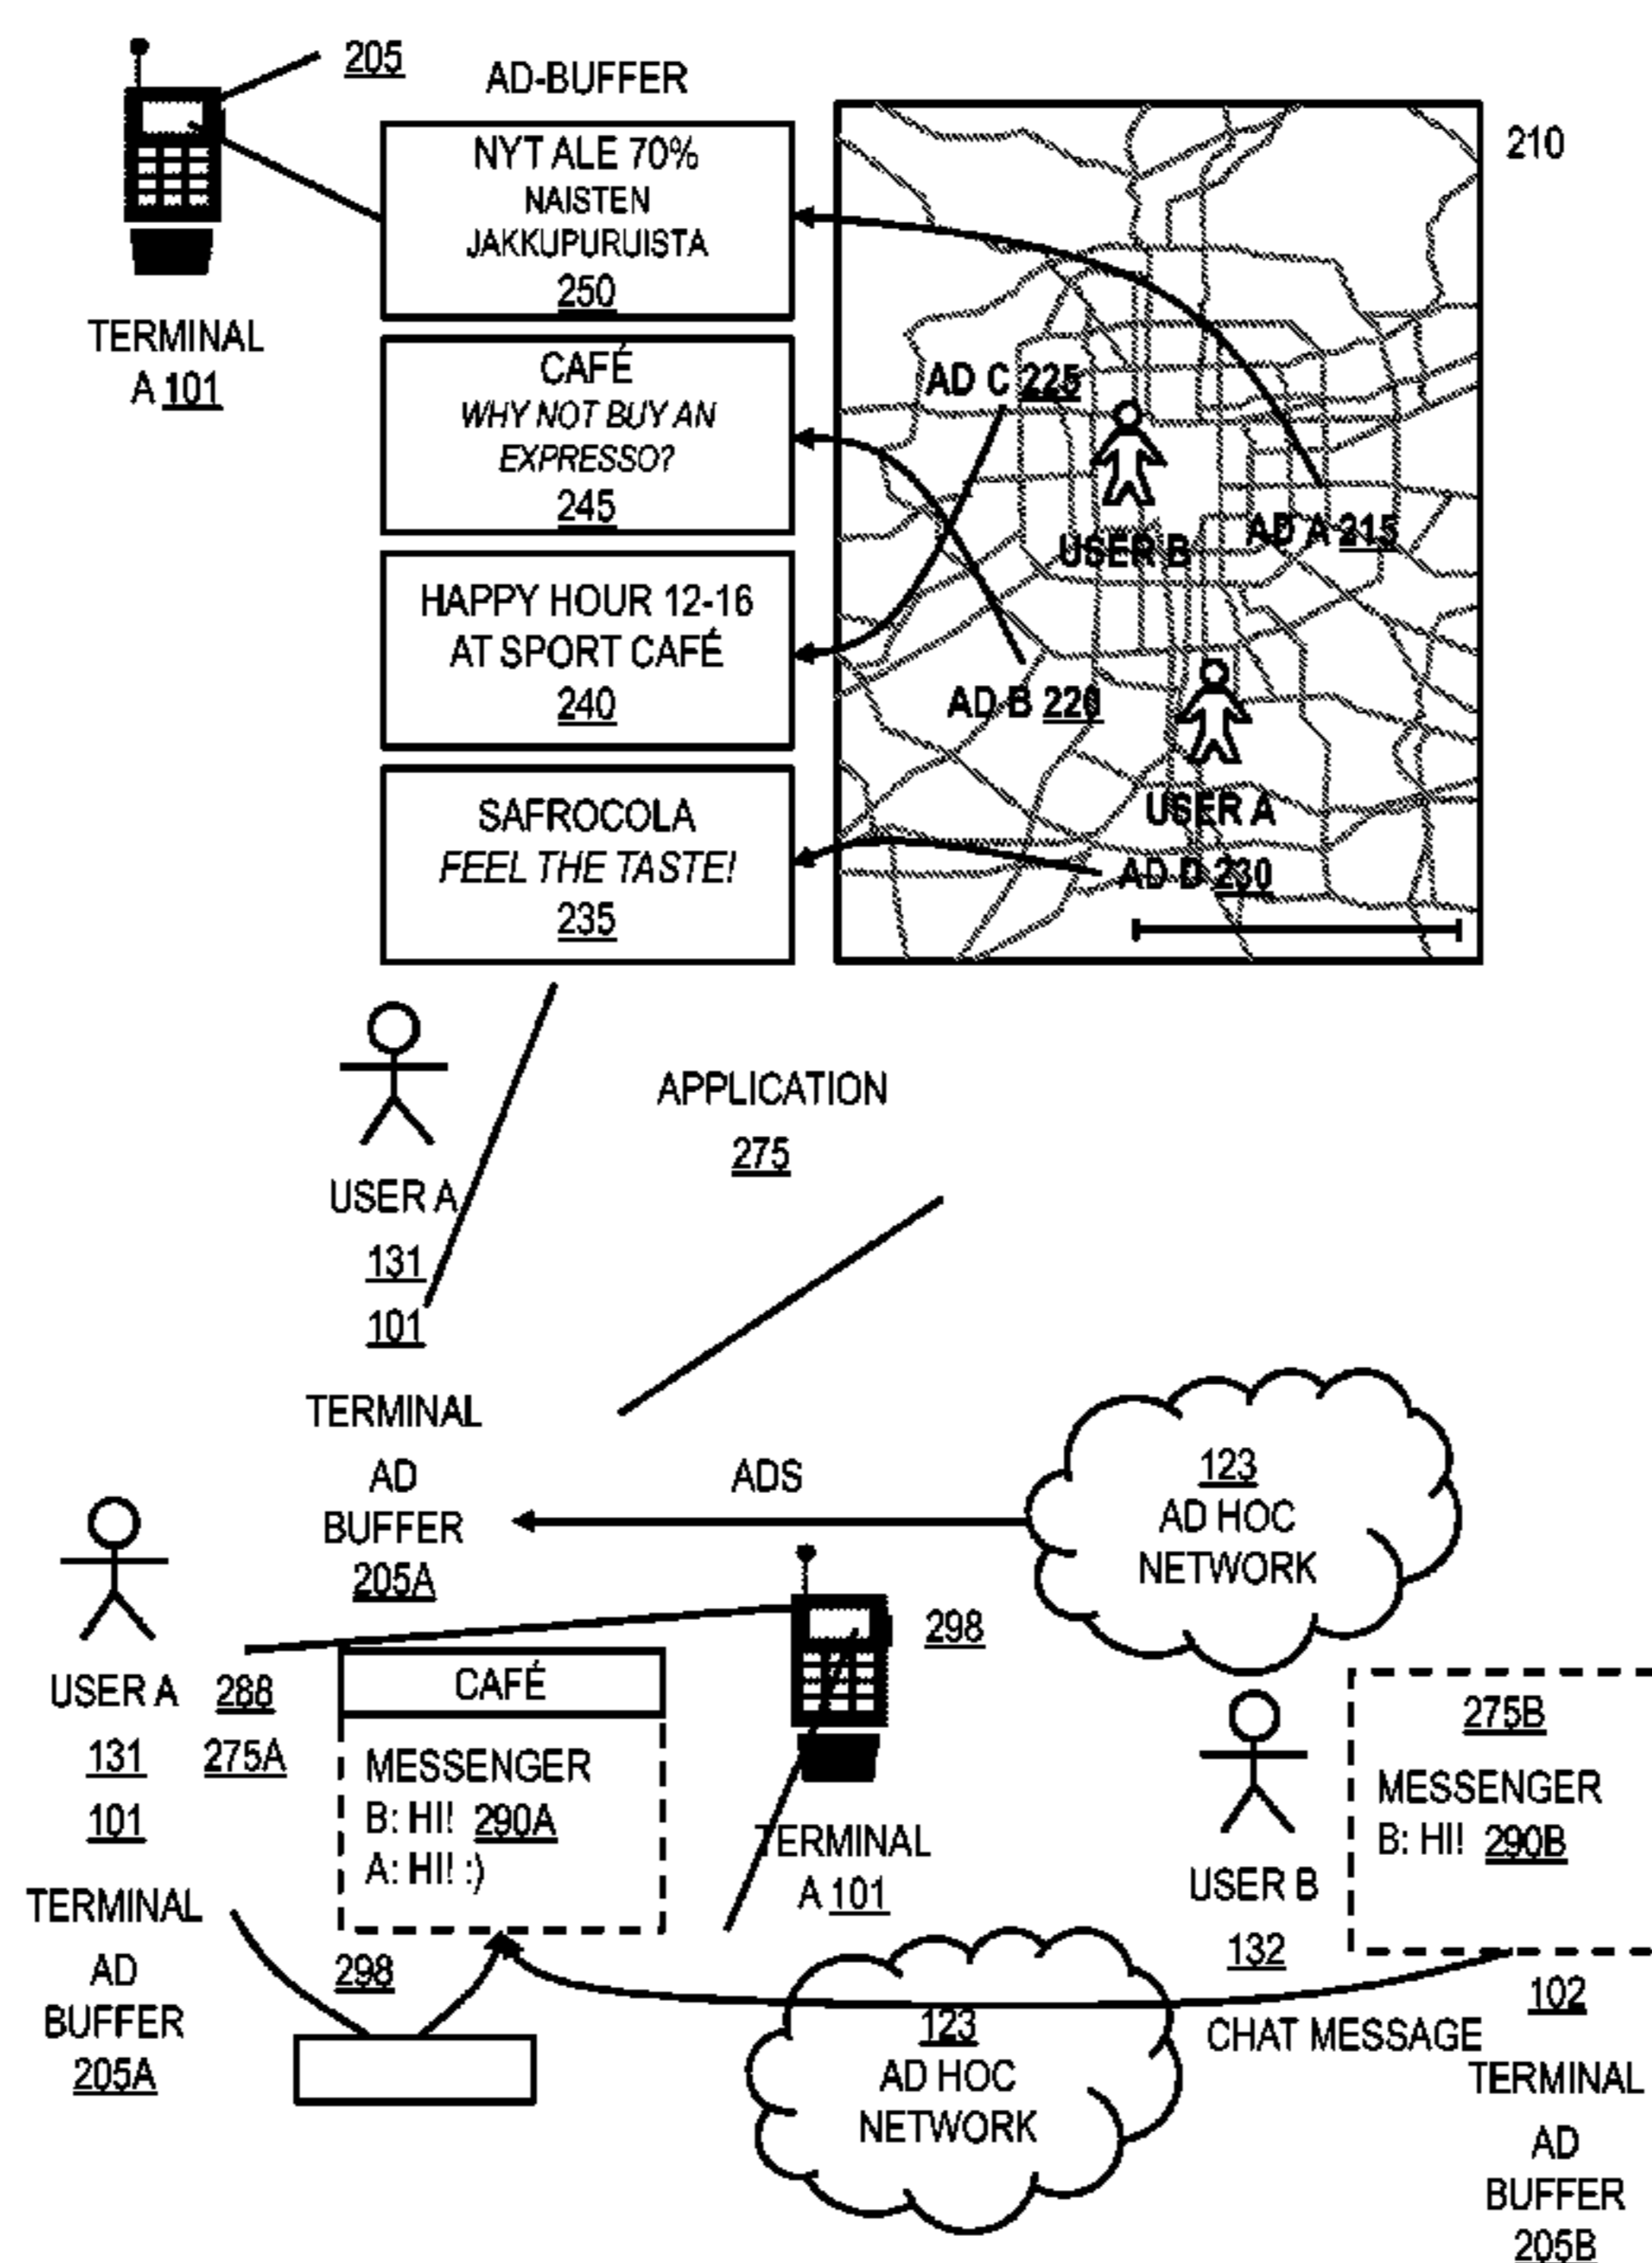 205
AD-BUFFER
210
NYT ALE 70%
NAISTEN
JAKKUPURUISTA
250
TERMINAL
A 101
CAFÉ
WHY NOT BUY AN
EXPRESSO?
245
AD C 225
USER B
AD A 215
HAPPY HOUR 12-16
AT SPORT CAFÉ
240
AD B 220
USER A
SAFROCOLA
FEEL THE TASTE!
235
AD D 230
APPLICATION
275
USER A
131
101
TERMINAL
AD
BUFFER
205A
ADS
123
AD HOC
NETWORK
298
USER A
288
131
275A
101
TERMINAL
AD
BUFFER
205A
CAFÉ
MESSENGER
B: HI! 290A
A: HI! :)
298
TERMINAL
A 101
USER B
132
275B
MESSENGER
B: HI! 290B
102
CHAT MESSAGE
123
AD HOC
NETWORK
TERMINAL
AD
BUFFER
205B